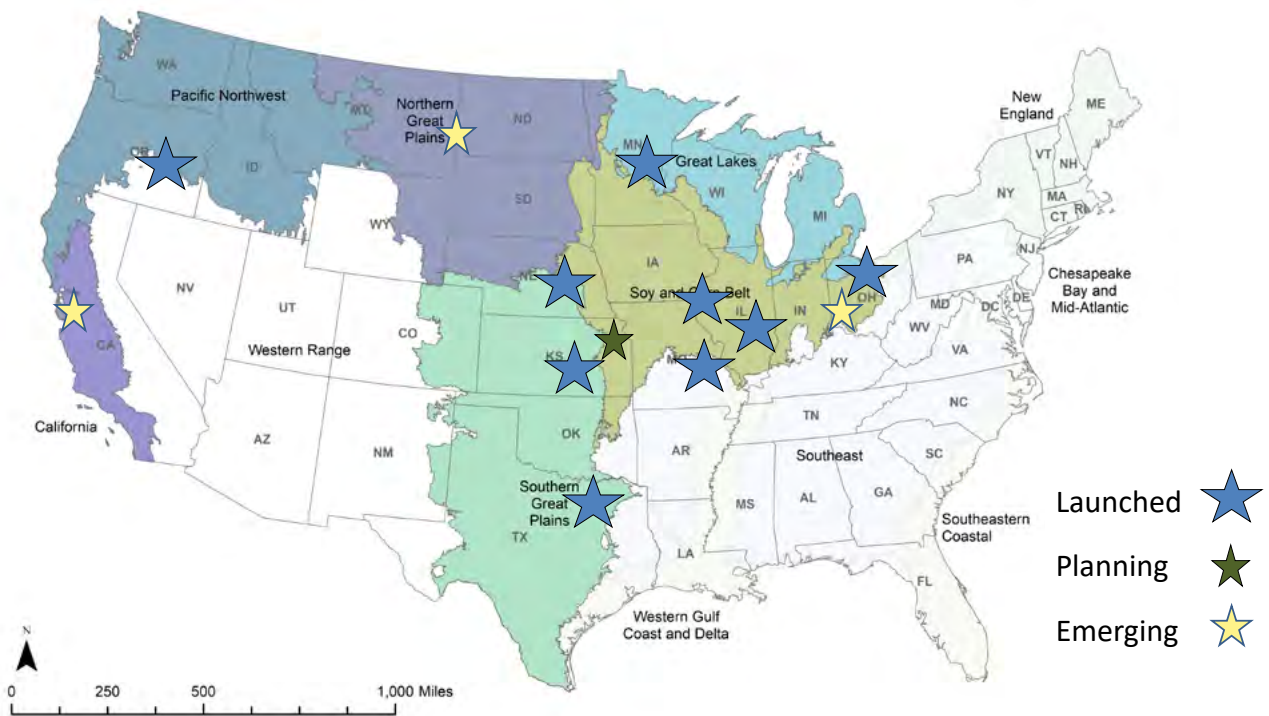 WA
Pacific Northwest
OR
ID
MT
Northern
Great
Plains
ND
SD
MN
Great Lakes
WI
MI
New
England
ME
VT
NH
NY
MA
CT
RI
WY
NV
UT
CO
Western Range
CA
California
AZ
NM
NE
IA
Soy and Corn Belt
IL
IN
OH
PA
NJ
Chesapeake
Bay and
Mid-Atlantic
MD
DC
DE
WV
VA
KS
MO
KY
NC
TN
OK
AR
Southeast
SC
Southern
Great
Plains
TX
MS
AL
GA
LA
Southeastern
Coastal
FL
Western Gulf
Coast and Delta
Launched
Planning
Emerging
N
0
250
500
1,000 Miles